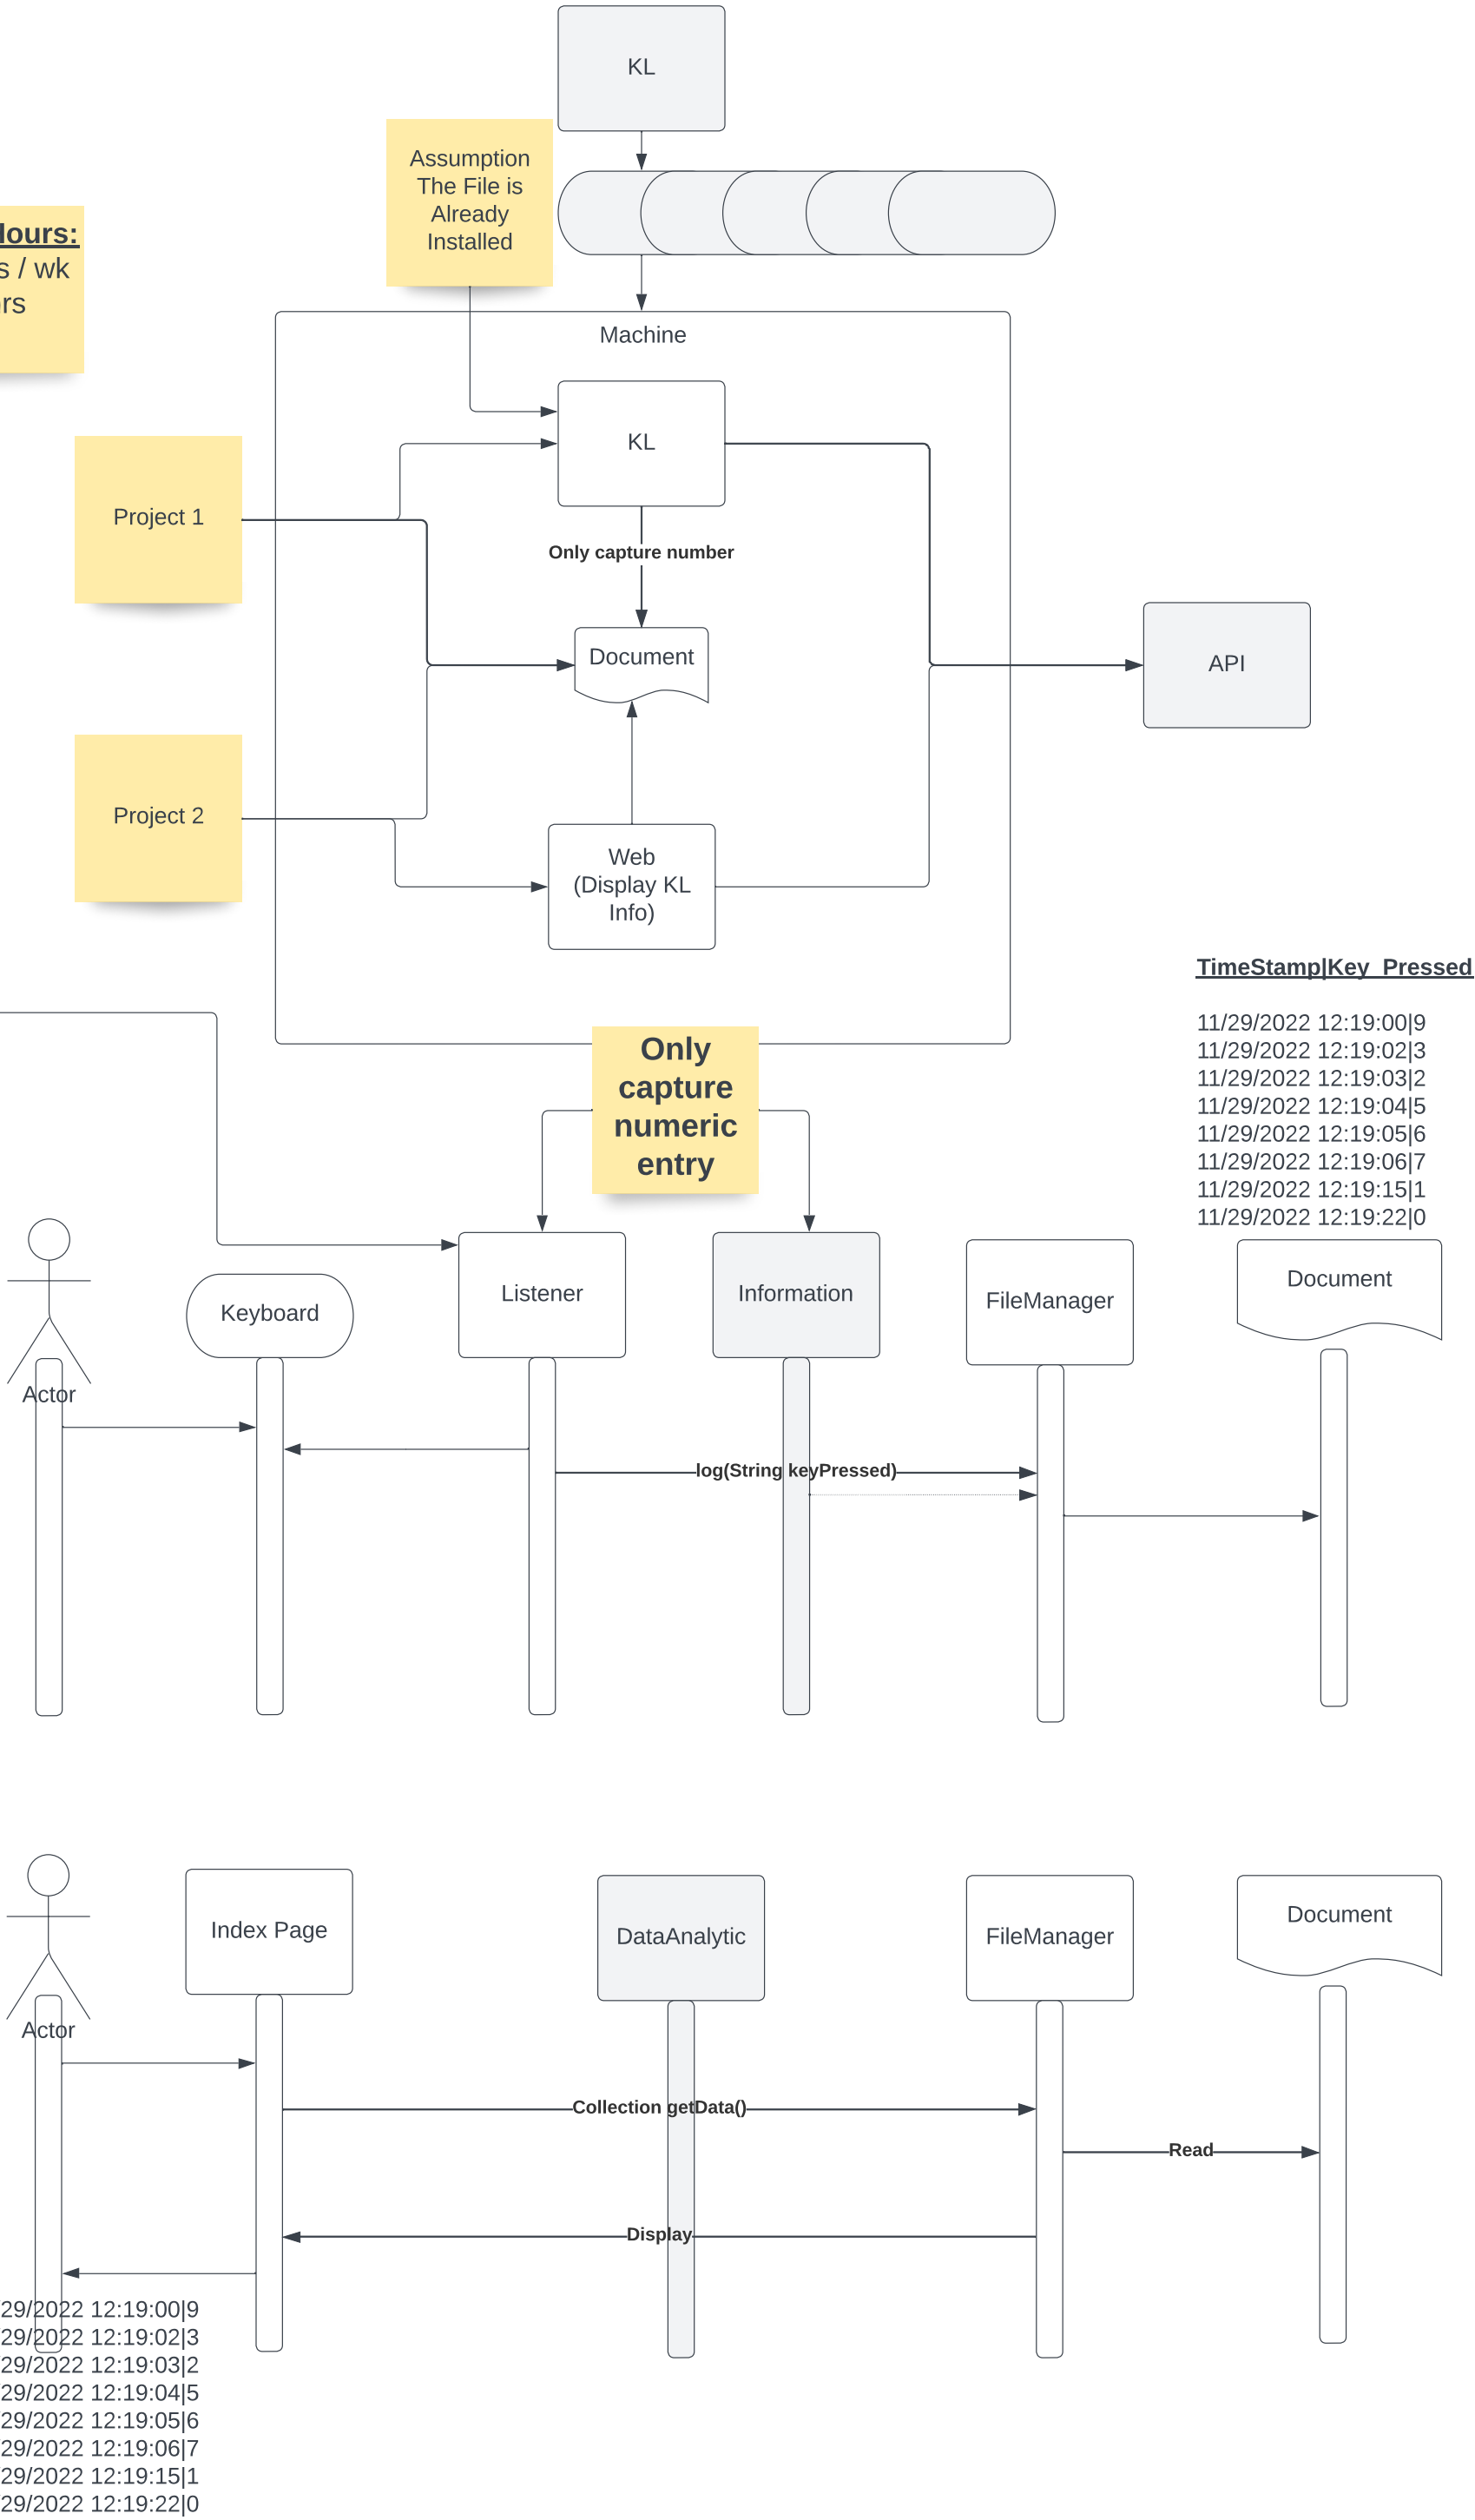 KL
Assumption
The File is
Already
Installed
Hours:
s / wk
rs
Machine
KL
Project 1
Only capture number
Document
API
Project 2
Web
(Display KL
Info)
TimeStamp|Key_Pressed
11/29/2022 12:19:00|9
11/29/2022 12:19:02|3
11/29/2022 12:19:03|2
11/29/2022 12:19:04|5
11/29/2022 12:19:05|6
11/29/2022 12:19:06|7
11/29/2022 12:19:15|1
11/29/2022 12:19:22|0
Only
capture
numeric
entry
Keyboard
Listener
Information
FileManager
Document
Actor
log(String keyPressed)
Index Page
DataAnalytic
FileManager
Document
Actor
Collection getData()
Read
Display
29/2022 12:19:00|9
29/2022 12:19:02|3
29/2022 12:19:03|2
29/2022 12:19:04|5
29/2022 12:19:05|6
29/2022 12:19:06|7
29/2022 12:19:15|1
29/2022 12:19:22|0